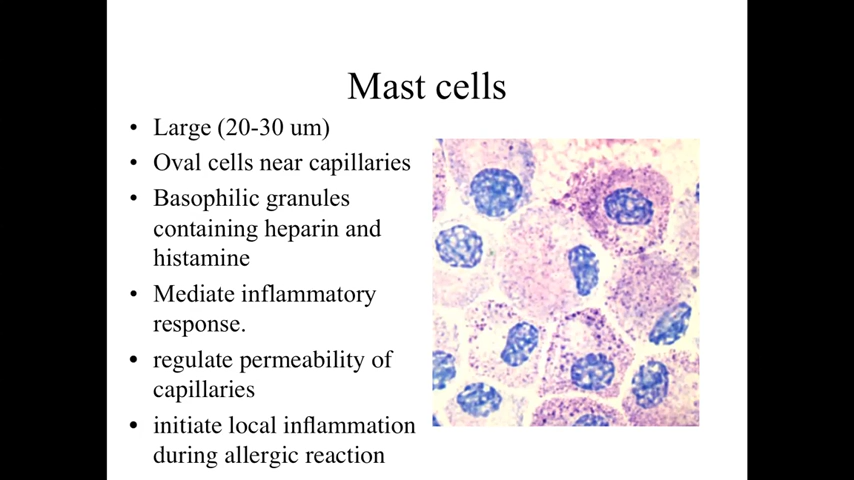 Mast cells
• Large (20-30 um)
• Oval cells near capillaries
• Basophilic granules
containing heparin and
histamine
• Mediate inflammatory
response.
• regulate permeability of
capillaries
• initiate local inflammation
during allergic reaction